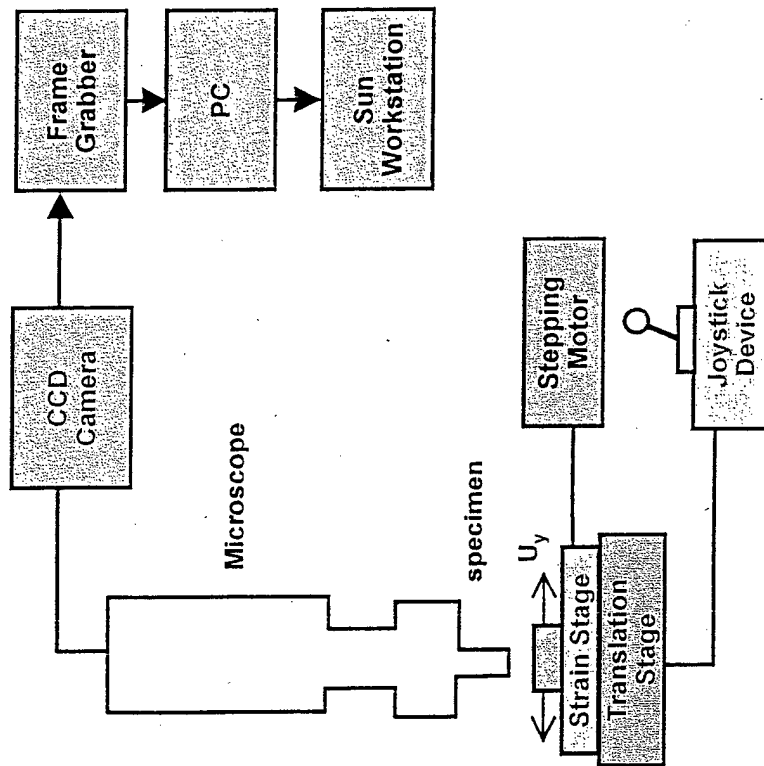 CCD
Camera
Frame
Grabber
PC
Sun
Workstation
Microscope
specimen
Uy
Strain Stage
Translation
Stage
Stepping
Motor
Joystick
Device